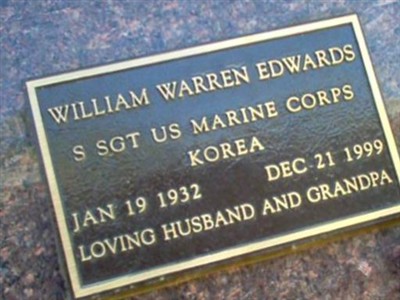 WILLIAM WARREN EDWARDS
S SGT US MARINE CORPS
KOREA
JAN 19 1932 DEC 21 1999
LOVING HUSBAND AND GRANDPA